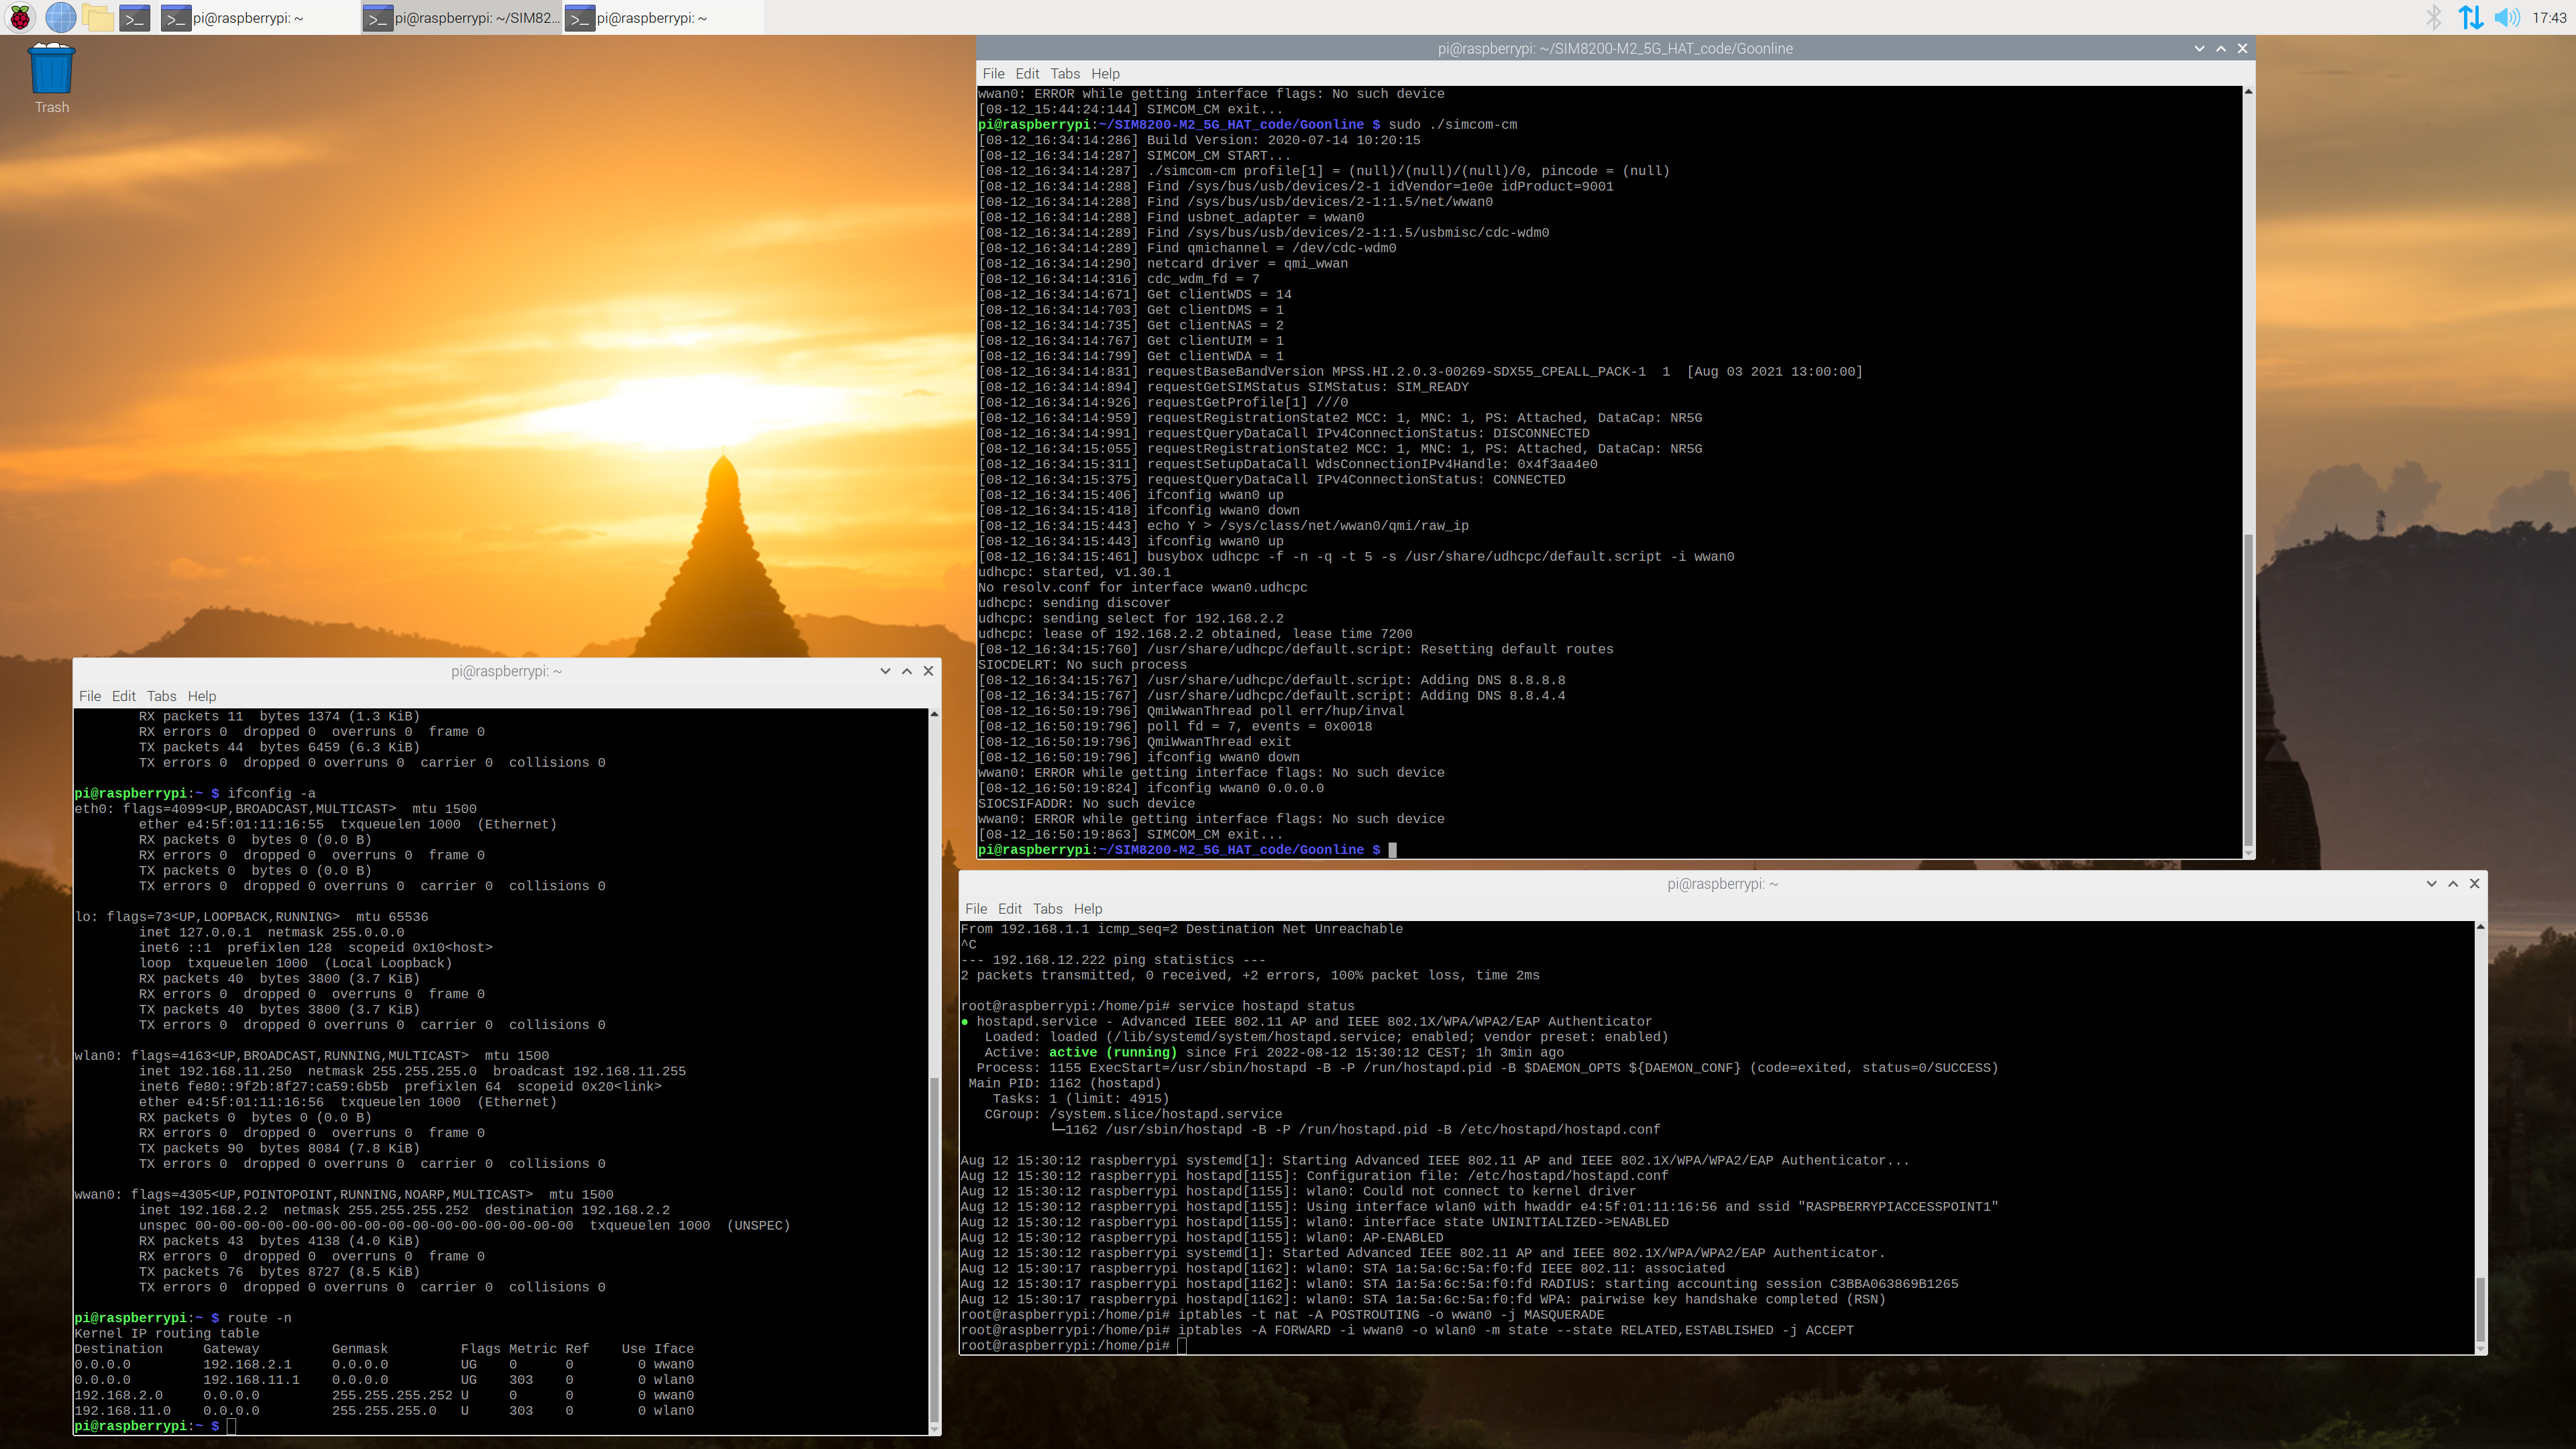 pi@raspberrypi: ~
pi@raspberrypi: ~/SIM82...
pi@raspberrypi: ~
17:43
Trash
pi@raspberrypi: ~/SIM8200-M2_5G_HAT_code/Goonline
File Edit Tabs Help
wwan0: ERROR while getting interface flags: No such device
[08-12_15:44:24:144] SIMCOM_CM exit...
pi@raspberrypi:~/SIM8200-M2_5G_HAT_code/Goonline $ sudo ./simcom-cm
[08-12_16:34:14:286] Build Version: 2020-07-14 10:20:15
[08-12_16:34:14:287] SIMCOM_CM START...
[08-12_16:34:14:287] ./simcom-cm profile[1] = (null)/(null)/(null)/0, pincode = (null)
[08-12_16:34:14:288] Find /sys/bus/usb/devices/2-1 idVendor=1e0e idProduct=9001
[08-12_16:34:14:288] Find /sys/bus/usb/devices/2-1:1.5/net/wwan0
[08-12_16:34:14:288] Find usbnet_adapter = wwan0
[08-12_16:34:14:289] Find /sys/bus/usb/devices/2-1:1.5/usbmisc/cdc-wdm0
[08-12_16:34:14:289] Find qmichannel = /dev/cdc-wdm0
[08-12_16:34:14:290] netcard driver = qmi_wwan
[08-12_16:34:14:316] cdc_wdm_fd = 7
[08-12_16:34:14:671] Get clientWDS = 14
[08-12_16:34:14:703] Get clientDMS = 1
[08-12_16:34:14:735] Get clientNAS = 2
[08-12_16:34:14:767] Get clientUIM = 1
[08-12_16:34:14:799] Get clientWDA = 1
[08-12_16:34:14:831] requestBaseBandVersion MPSS.HI.2.0.3-00269-SDX55_CPEALL_PACK-1  1  [Aug 03 2021 13:00:00]
[08-12_16:34:14:894] requestGetSIMStatus SIMStatus: SIM_READY
[08-12_16:34:14:926] requestGetProfile[1] ///0
[08-12_16:34:14:959] requestRegistrationState2 MCC: 1, MNC: 1, PS: Attached, DataCap: NR5G
[08-12_16:34:14:991] requestQueryDataCall IPv4ConnectionStatus: DISCONNECTED
[08-12_16:34:15:055] requestRegistrationState2 MCC: 1, MNC: 1, PS: Attached, DataCap: NR5G
[08-12_16:34:15:311] requestSetupDataCall WdsConnectionIPv4Handle: 0x4f3aa4e0
[08-12_16:34:15:375] requestQueryDataCall IPv4ConnectionStatus: CONNECTED
[08-12_16:34:15:406] ifconfig wwan0 up
[08-12_16:34:15:418] ifconfig wwan0 down
[08-12_16:34:15:443] echo Y > /sys/class/net/wwan0/qmi/raw_ip
[08-12_16:34:15:443] ifconfig wwan0 up
[08-12_16:34:15:461] busybox udhcpc -f -n -q -t 5 -s /usr/share/udhcpc/default.script -i wwan0
udhcpc: started, v1.30.1
No resolv.conf for interface wwan0.udhcpc
udhcpc: sending discover
udhcpc: sending select for 192.168.2.2
udhcpc: lease of 192.168.2.2 obtained, lease time 7200
[08-12_16:34:15:760] /usr/share/udhcpc/default.script: Resetting default routes
SIOCDELRT: No such process
[08-12_16:34:15:767] /usr/share/udhcpc/default.script: Adding DNS 8.8.8.8
[08-12_16:34:15:767] /usr/share/udhcpc/default.script: Adding DNS 8.8.4.4
[08-12_16:50:19:796] QmiWwanThread poll err/hup/inval
[08-12_16:50:19:796] poll fd = 7, events = 0x0018
[08-12_16:50:19:796] QmiWwanThread exit
[08-12_16:50:19:796] ifconfig wwan0 down
wwan0: ERROR while getting interface flags: No such device
[08-12_16:50:19:824] ifconfig wwan0 0.0.0.0
SIOCSIFADDR: No such device
wwan0: ERROR while getting interface flags: No such device
[08-12_16:50:19:863] SIMCOM_CM exit...
pi@raspberrypi:~/SIM8200-M2_5G_HAT_code/Goonline $
pi@raspberrypi: ~
File Edit Tabs Help
RX packets 11  bytes 1374 (1.3 KiB)
RX errors 0  dropped 0  overruns 0  frame 0
TX packets 44  bytes 6459 (6.3 KiB)
TX errors 0  dropped 0 overruns 0  carrier 0  collisions 0
pi@raspberrypi:~ $ ifconfig -a
eth0: flags=4099<UP,BROADCAST,MULTICAST>  mtu 1500
ether e4:5f:01:11:16:55  txqueuelen 1000  (Ethernet)
RX packets 0  bytes 0 (0.0 B)
RX errors 0  dropped 0  overruns 0  frame 0
TX packets 0  bytes 0 (0.0 B)
TX errors 0  dropped 0 overruns 0  carrier 0  collisions 0
lo: flags=73<UP,LOOPBACK,RUNNING>  mtu 65536
inet 127.0.0.1  netmask 255.0.0.0
inet6 ::1  prefixlen 128  scopeid 0x10<host>
loop  txqueuelen 1000  (Local Loopback)
RX packets 40  bytes 3800 (3.7 KiB)
RX errors 0  dropped 0  overruns 0  frame 0
TX packets 40  bytes 3800 (3.7 KiB)
TX errors 0  dropped 0 overruns 0  carrier 0  collisions 0
wlan0: flags=4163<UP,BROADCAST,RUNNING,MULTICAST>  mtu 1500
inet 192.168.11.250  netmask 255.255.255.0  broadcast 192.168.11.255
inet6 fe80::9f2b:8f27:ca59:6b5b  prefixlen 64  scopeid 0x20<link>
ether e4:5f:01:11:16:56  txqueuelen 1000  (Ethernet)
RX packets 0  bytes 0 (0.0 B)
RX errors 0  dropped 0  overruns 0  frame 0
TX packets 90  bytes 8084 (7.8 KiB)
TX errors 0  dropped 0 overruns 0  carrier 0  collisions 0
wwan0: flags=4305<UP,POINTOPOINT,RUNNING,NOARP,MULTICAST>  mtu 1500
inet 192.168.2.2  netmask 255.255.255.252  destination 192.168.2.2
unspec 00-00-00-00-00-00-00-00-00-00-00-00-00-00-00-00  txqueuelen 1000  (UNSPEC)
RX packets 43  bytes 4138 (4.0 KiB)
RX errors 0  dropped 0  overruns 0  frame 0
TX packets 76  bytes 8727 (8.5 KiB)
TX errors 0  dropped 0 overruns 0  carrier 0  collisions 0
pi@raspberrypi:~ $ route -n
Kernel IP routing table
Destination     Gateway         Genmask         Flags Metric Ref    Use Iface
0.0.0.0         192.168.2.1     0.0.0.0         UG    0      0        0 wwan0
0.0.0.0         192.168.11.1    0.0.0.0         UG    303    0        0 wlan0
192.168.2.0     0.0.0.0         255.255.255.252 U     0      0        0 wwan0
192.168.11.0    0.0.0.0         255.255.255.0   U     303    0        0 wlan0
pi@raspberrypi:~ $
pi@raspberrypi: ~
File Edit Tabs Help
From 192.168.1.1 icmp_seq=2 Destination Net Unreachable
^C
--- 192.168.12.222 ping statistics ---
2 packets transmitted, 0 received, +2 errors, 100% packet loss, time 2ms
root@raspberrypi:/home/pi# service hostapd status
● hostapd.service - Advanced IEEE 802.11 AP and IEEE 802.1X/WPA/WPA2/EAP Authenticator
Loaded: loaded (/lib/systemd/system/hostapd.service; enabled; vendor preset: enabled)
Active: active (running) since Fri 2022-08-12 15:30:12 CEST; 1h 3min ago
Process: 1155 ExecStart=/usr/sbin/hostapd -B -P /run/hostapd.pid -B $DAEMON_OPTS ${DAEMON_CONF} (code=exited, status=0/SUCCESS)
Main PID: 1162 (hostapd)
Tasks: 1 (limit: 4915)
CGroup: /system.slice/hostapd.service
└─1162 /usr/sbin/hostapd -B -P /run/hostapd.pid -B /etc/hostapd/hostapd.conf
Aug 12 15:30:12 raspberrypi systemd[1]: Starting Advanced IEEE 802.11 AP and IEEE 802.1X/WPA/WPA2/EAP Authenticator...
Aug 12 15:30:12 raspberrypi hostapd[1155]: Configuration file: /etc/hostapd/hostapd.conf
Aug 12 15:30:12 raspberrypi hostapd[1155]: wlan0: Could not connect to kernel driver
Aug 12 15:30:12 raspberrypi hostapd[1155]: Using interface wlan0 with hwaddr e4:5f:01:11:16:56 and ssid "RASPBERRYPIACCESSPOINT1"
Aug 12 15:30:12 raspberrypi hostapd[1155]: wlan0: interface state UNINITIALIZED->ENABLED
Aug 12 15:30:12 raspberrypi hostapd[1155]: wlan0: AP-ENABLED
Aug 12 15:30:12 raspberrypi systemd[1]: Started Advanced IEEE 802.11 AP and IEEE 802.1X/WPA/WPA2/EAP Authenticator.
Aug 12 15:30:17 raspberrypi hostapd[1162]: wlan0: STA 1a:5a:6c:5a:f0:fd IEEE 802.11: associated
Aug 12 15:30:17 raspberrypi hostapd[1162]: wlan0: STA 1a:5a:6c:5a:f0:fd RADIUS: starting accounting session C3BBA063869B1265
Aug 12 15:30:17 raspberrypi hostapd[1162]: wlan0: STA 1a:5a:6c:5a:f0:fd WPA: pairwise key handshake completed (RSN)
root@raspberrypi:/home/pi# iptables -t nat -A POSTROUTING -o wwan0 -j MASQUERADE
root@raspberrypi:/home/pi# iptables -A FORWARD -i wwan0 -o wlan0 -m state --state RELATED,ESTABLISHED -j ACCEPT
root@raspberrypi:/home/pi#